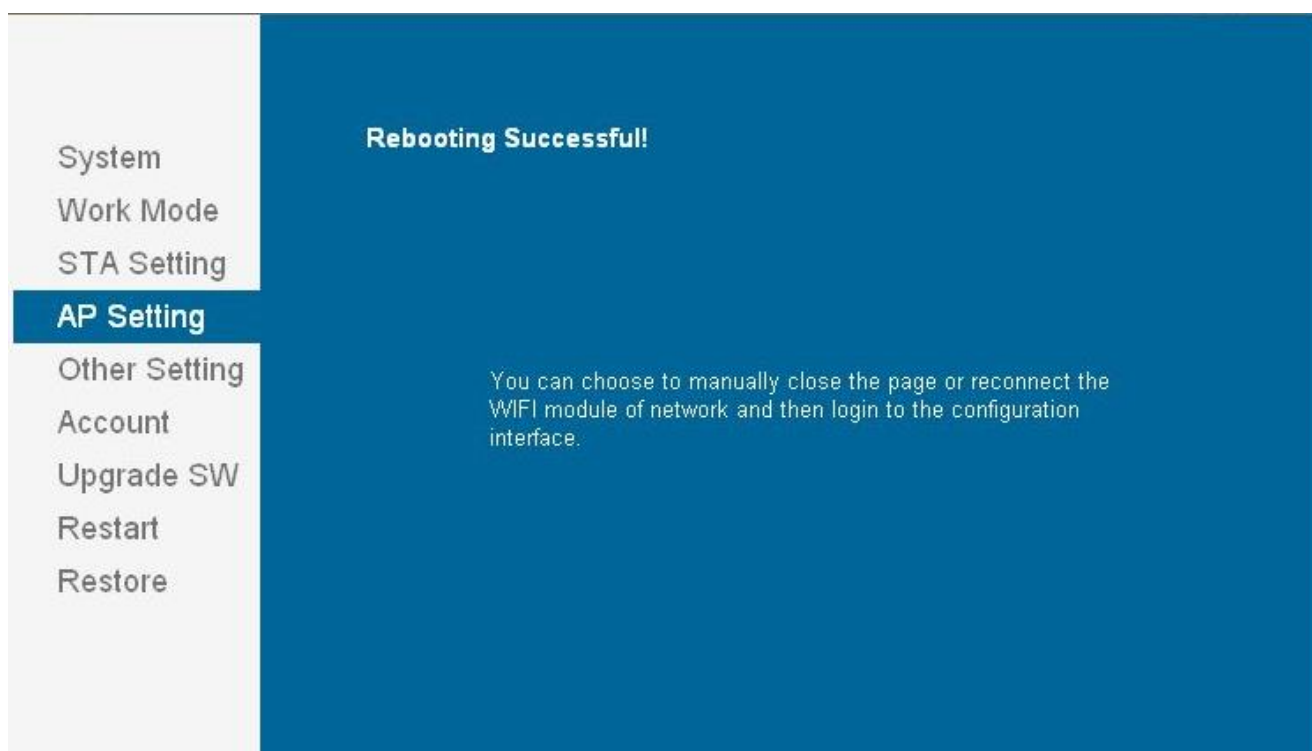 System
Work Mode
STA Setting
AP Setting
Other Setting
Account
Upgrade SW
Restart
Restore
Rebooting Successful!
You can choose to manually close the page or reconnect the
WIFI module of network and then login to the configuration
interface.